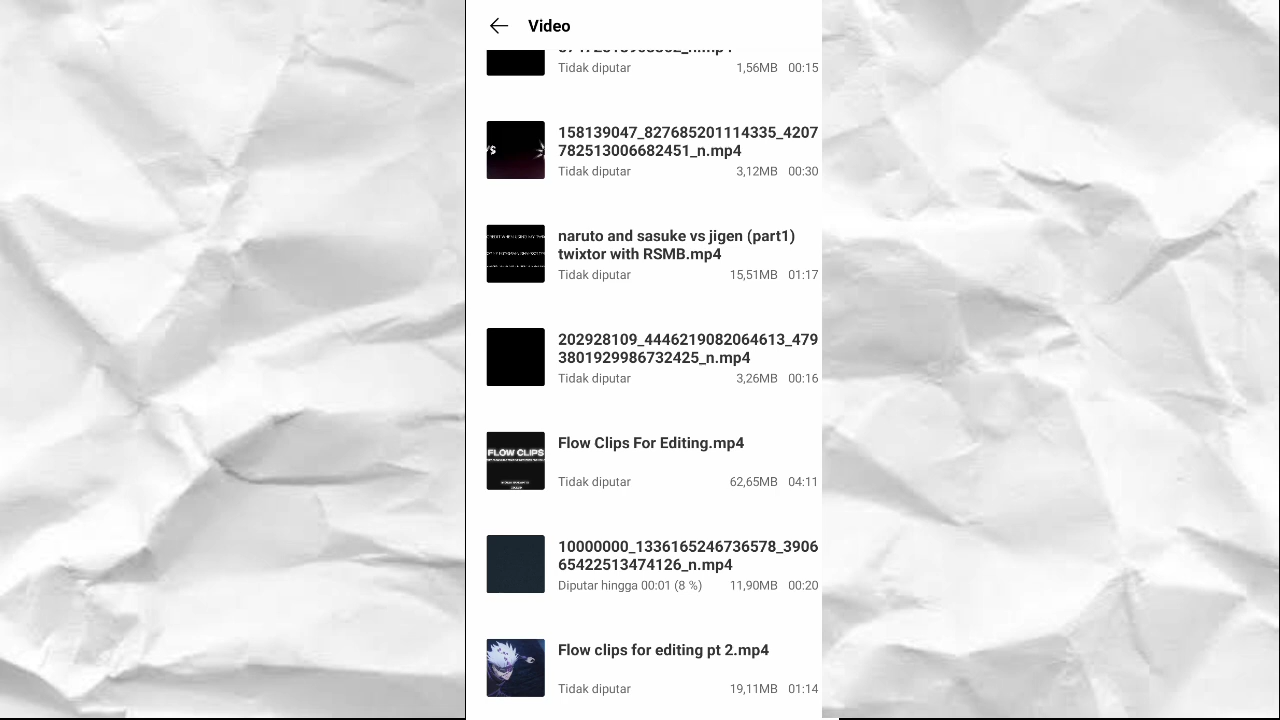 Video
Tidak diputar 1,56MB 00:15
158139047_827685201114335_4207
782513006682451_n.mp4
Tidak diputar 3,12MB 00:30
naruto and sasuke vs jigen (part1)
twixtor with RSMB.mp4
Tidak diputar 15,51MB 01:17
202928109_4446219082064613_479
3801929986732425_n.mp4
Tidak diputar 3,26MB 00:16
Flow Clips For Editing.mp4
FLOW CLIPS
Tidak diputar 62,65MB 04:11
10000000_1336165246736578_3906
65422513474126_n.mp4
Diputar hingga 00:01 (8 %) 11,90MB 00:20
Flow clips for editing pt 2.mp4
Tidak diputar 19,11MB 01:14